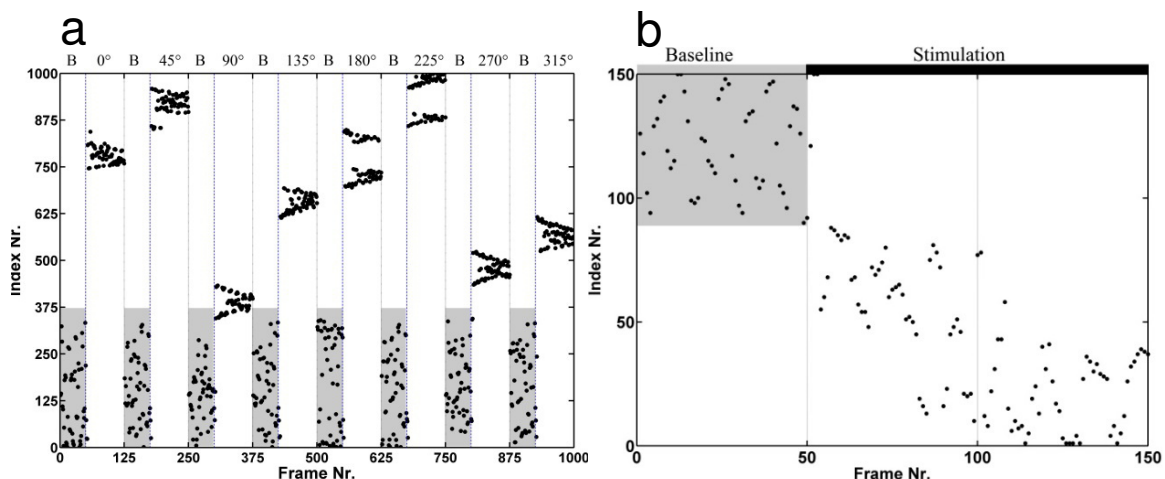 a
B 0° B 45° B 90° B 135° B 180° B 225° B 270° B 315°
1000
875
750
625
500
375
250
125
0
Index Nr.
0 125 250 375 500 625 750 875 1000
Frame Nr.
b
Baseline Stimulation
150
100
50
0
Index Nr.
0 50 100 150
Frame Nr.